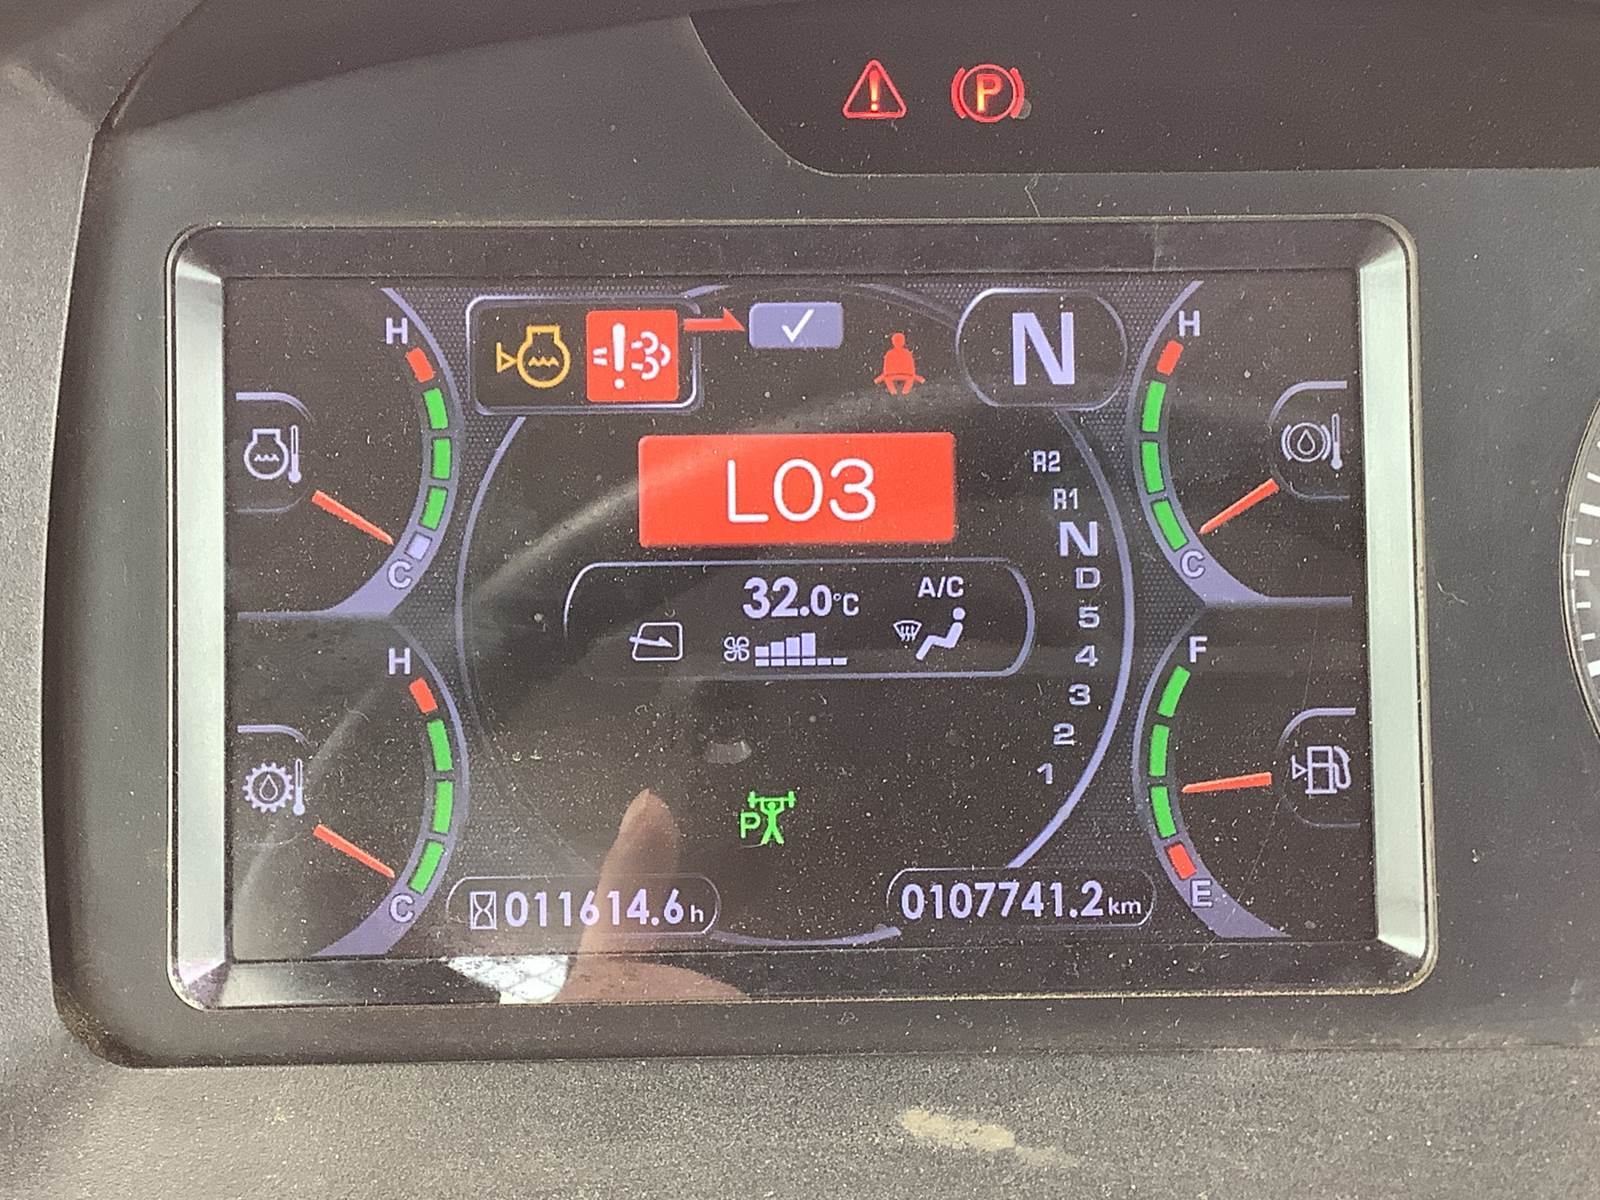 P
H
N
H
L03
R2
R1
N
D
5
4
3
2
1
C
C
32.0°C
A/C
H
F
P
C
E
011614.6h
0107741.2km